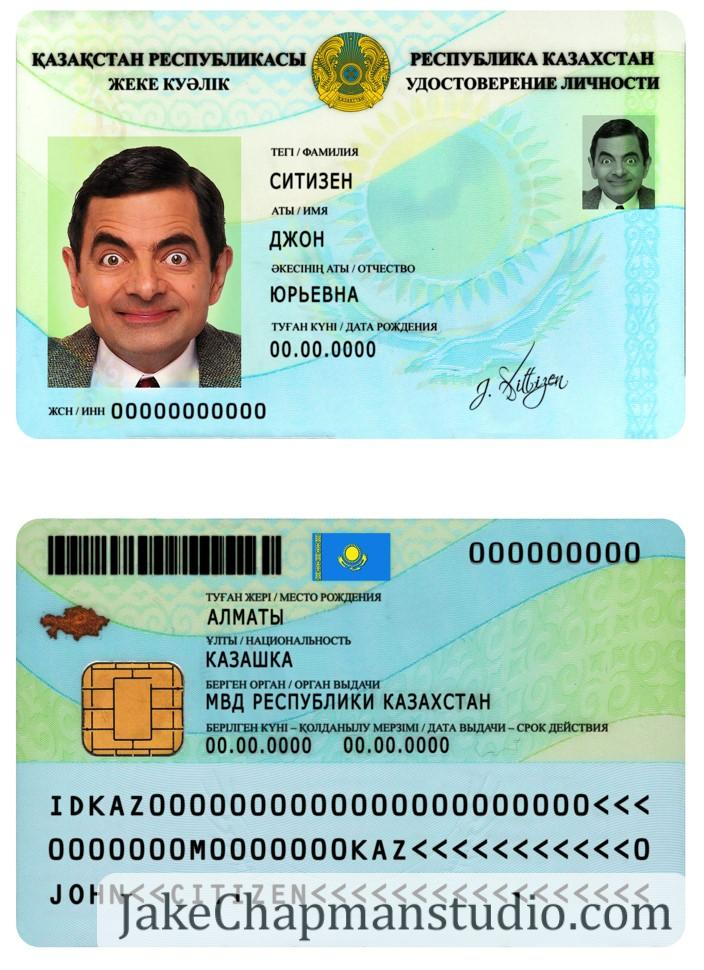 ҚАЗАҚСТАН РЕСПУБЛИКАСЫ
ЖЕКЕ КУӘЛІК
ҚАЗАҚСТАН
РЕСПУБЛИКА КАЗАХСТАН
УДОСТОВЕРЕНИЕ ЛИЧНОСТИ
ТЕГІ / ФАМИЛИЯ
СИТИЗЕН
АТЫ / ИМЯ
ДЖОН
ӘКЕСІНІҢ АТЫ / ОТЧЕСТВО
ЮРЬЕВНА
ТУҒАН КҮНІ / ДАТА РОЖДЕНИЯ
00.00.0000
J. Sittizen
ЖСН / ИНН 00000000000
000000000
ТУҒАН ЖЕРІ / МЕСТО РОЖДЕНИЯ
АЛМАТЫ
ҰЛТЫ / НАЦИОНАЛЬНОСТЬ
КАЗАШКА
БЕРГЕН ОРГАН / ОРГАН ВЫДАЧИ
МВД РЕСПУБЛИКИ КАЗАХСТАН
БЕРІЛГЕН КҮНІ – ҚОЛДАНЫЛУ МЕРЗІМІ / ДАТА ВЫДАЧИ – СРОК ДЕЙСТВИЯ
00.00.0000 00.00.0000
IDKAZ0000000000000000000000<<<
0000000M0000000KAZ<<<<<<<<<<<0
JOHN<<CITIZEN<<<<<<<<<<<<<<<<<
JakeChapmanstudio.com